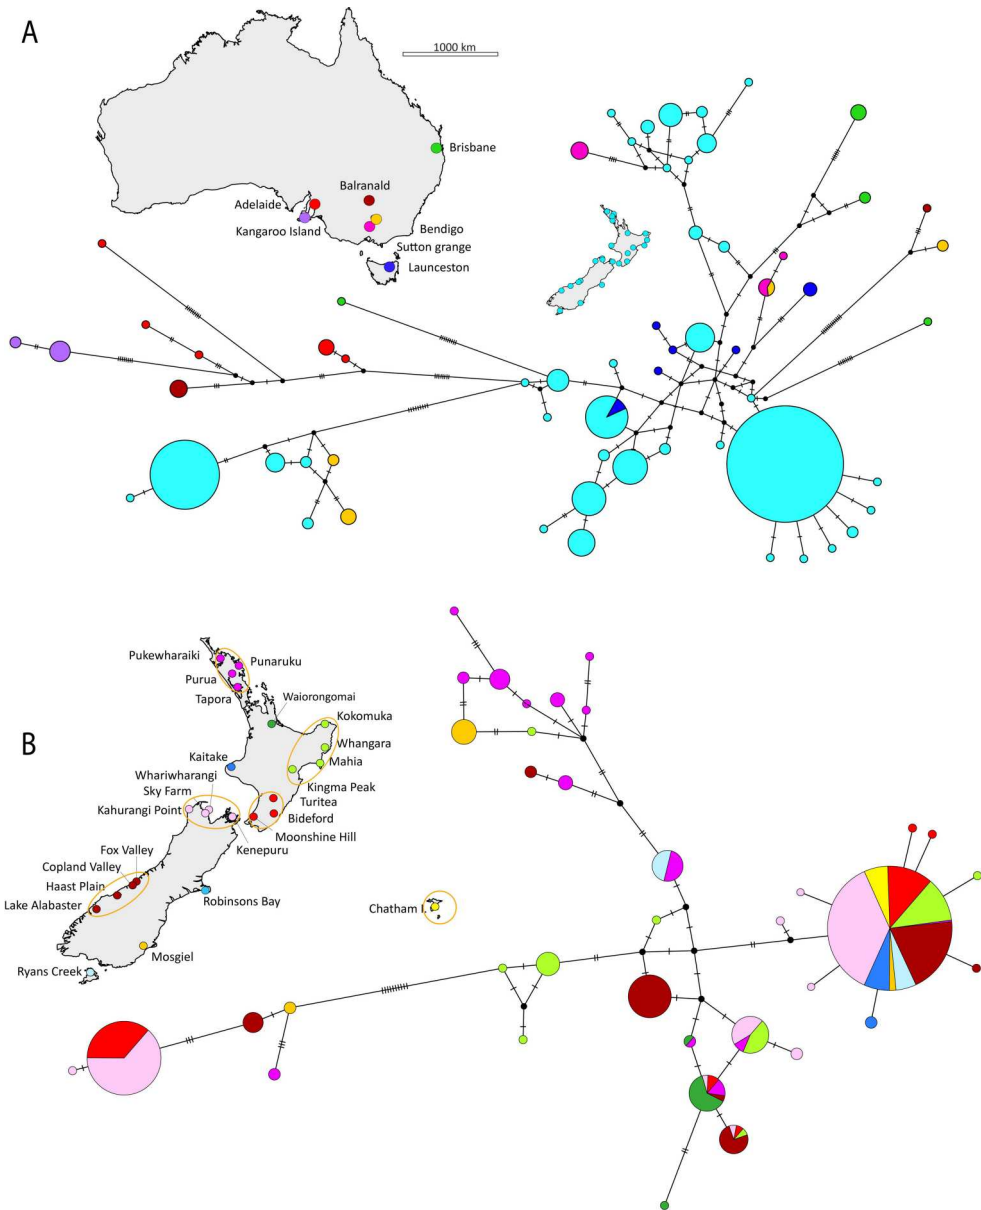 A
1000 km
Brisbane
Balranald
Adelaide
Kangaroo Island
Bendigo
Sutton grange
Launceston
B
Pukewharaiki
Punaruku
Purua
Tapora
Waiorongomai
Kokomuka
Whangara
Kaitake
Mahia
Whariwharangi
Kingma Peak
Sky Farm
Turitea
Kahurangi Point
Bideford
Moonshine Hill
Kenepuru
Fox Valley
Copland Valley
Haast Plain
Lake Alabaster
Robinsons Bay
Chatham I.
Mosgiel
Ryans Creek